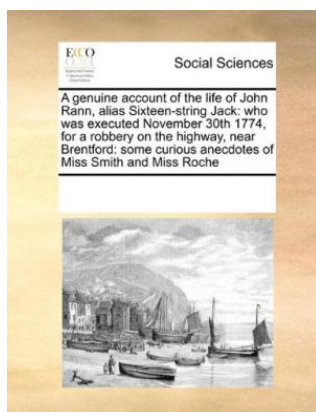 ECCO
Social Sciences
A genuine account of the life of John
Rann, alias Sixteen-string Jack: who
was executed November 30th 1774,
for a robbery on the highway, near
Brentford: some curious anecdotes of
Miss Smith and Miss Roche